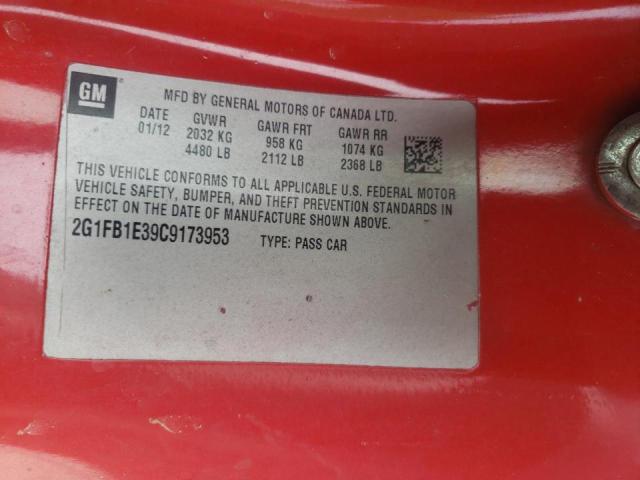 GM
MFD BY GENERAL MOTORS OF CANADA LTD.
DATE GVWR GAWR FRT GAWR RR
01/12 2032 KG 958 KG 1074 KG
4480 LB 2112 LB 2368 LB
THIS VEHICLE CONFORMS TO ALL APPLICABLE U.S. FEDERAL MOTOR
VEHICLE SAFETY, BUMPER, AND THEFT PREVENTION STANDARDS IN
EFFECT ON THE DATE OF MANUFACTURE SHOWN ABOVE.
2G1FB1E39C9173953 TYPE: PASS CAR